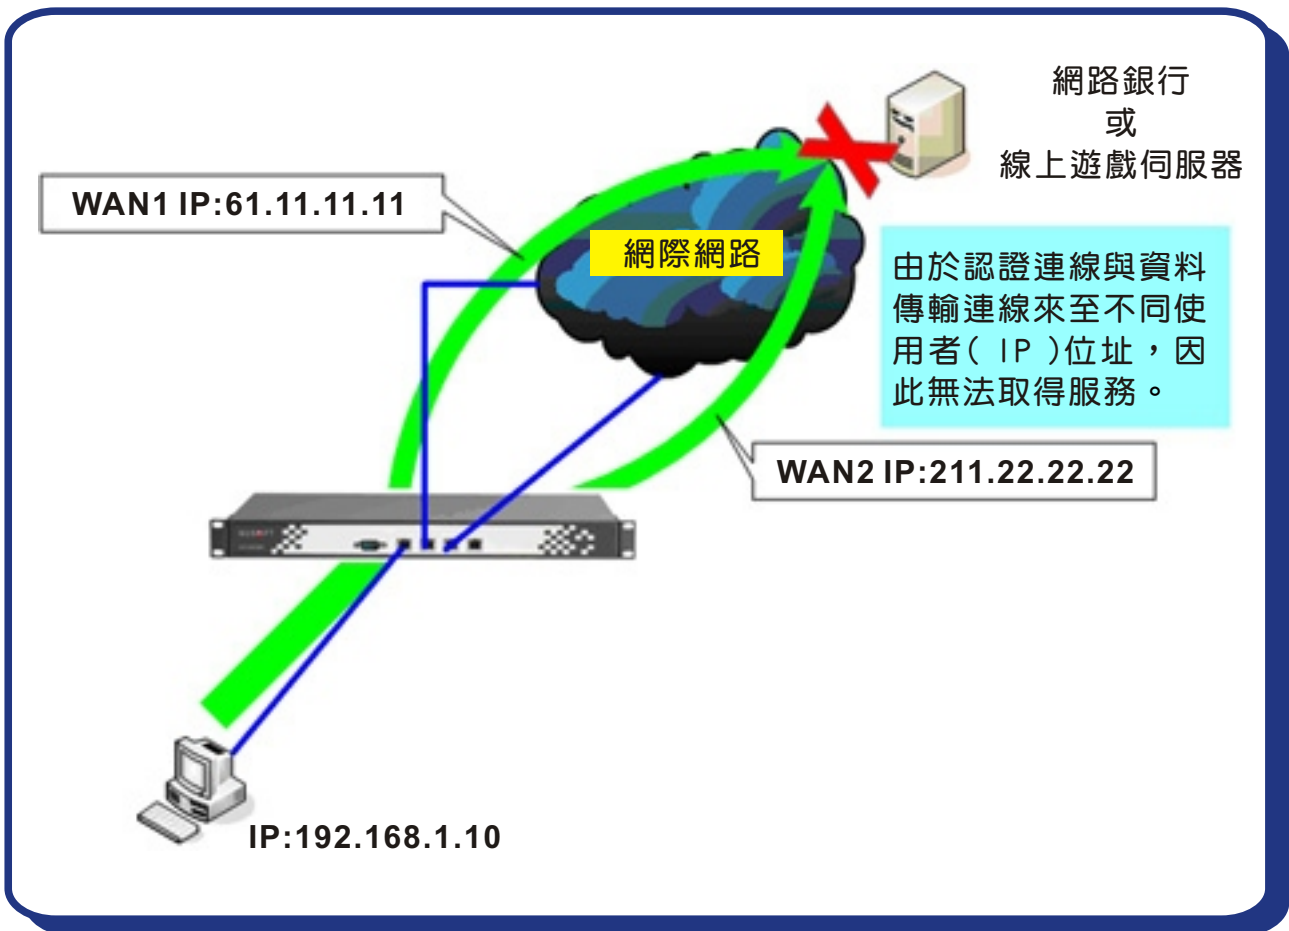 網路銀行
或
線上遊戲伺服器
WAN1 IP:61.11.11.11
網際網路
由於認證連線與資料
傳輸連線來至不同使
用者( IP )位址，因
此無法取得服務。
WAN2 IP:211.22.22.22
IP:192.168.1.10